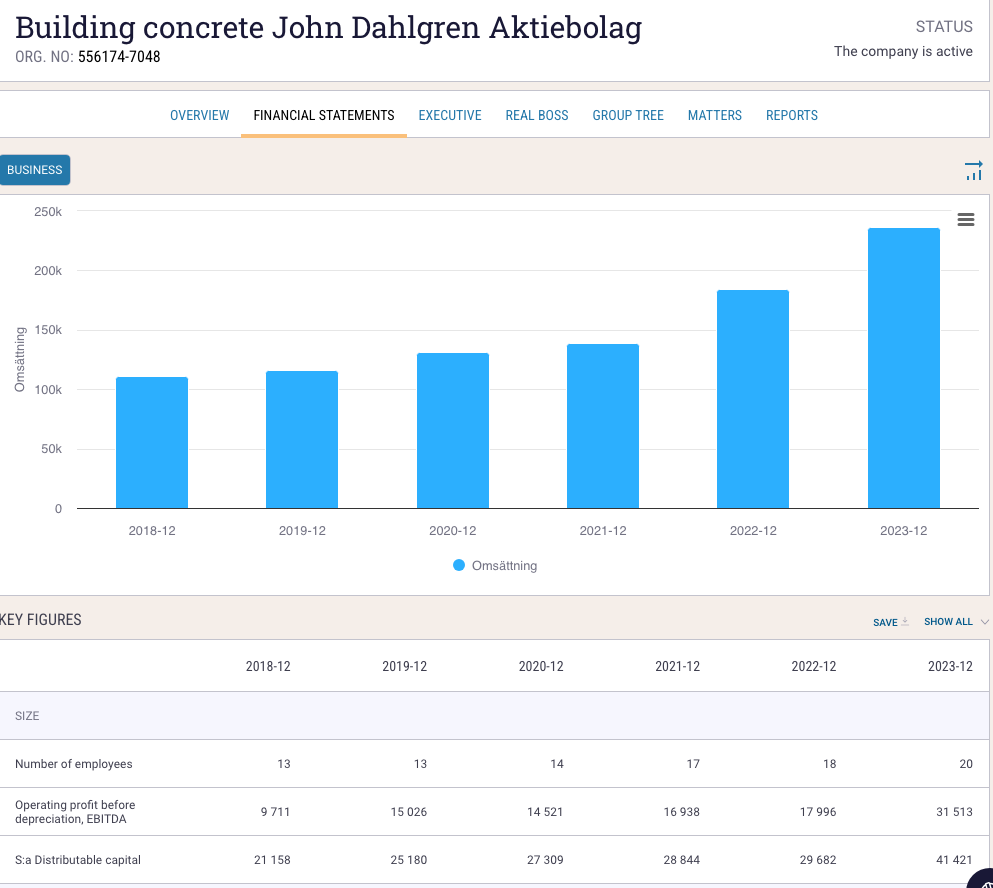 Building concrete John Dahlgren Aktiebolag
ORG. NO: 556174-7048
STATUS
The company is active
OVERVIEW FINANCIAL STATEMENTS EXECUTIVE REAL BOSS GROUP TREE MATTERS REPORTS
BUSINESS
250k
200k
150k
100k
50k
0
Omsättning
2018-12 2019-12 2020-12 2021-12 2022-12 2023-12
Omsättning
KEY FIGURES
SAVE SHOW ALL
2018-12 2019-12 2020-12 2021-12 2022-12 2023-12
SIZE
Number of employees 13 13 14 17 18 20
Operating profit before
depreciation, EBITDA 9 711 15 026 14 521 16 938 17 996 31 513
S:a Distributable capital 21 158 25 180 27 309 28 844 29 682 41 421